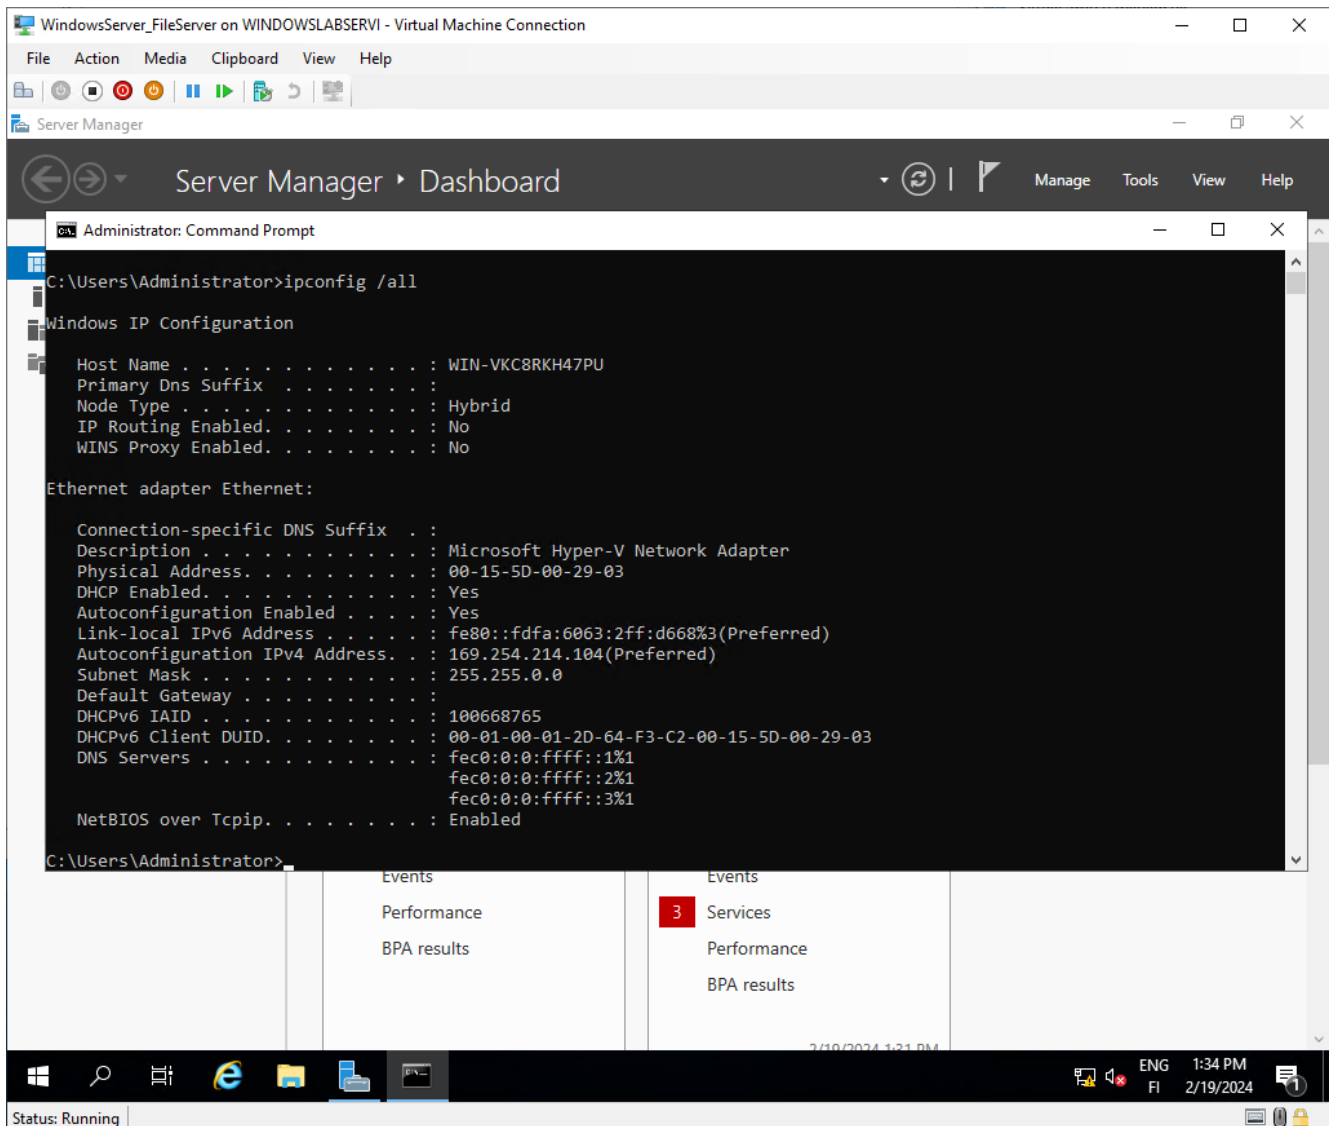 WindowsServer_FileServer on WINDOWSLABSERVI - Virtual Machine Connection
File Action Media Clipboard View Help
Server Manager
Server Manager ‣ Dashboard
Manage Tools View Help
Administrator: Command Prompt
C:\Users\Administrator>ipconfig /all
Windows IP Configuration
Host Name . . . . . . . . . . . . : WIN-VKC8RKH47PU
Primary Dns Suffix . . . . . . . :
Node Type . . . . . . . . . . . . : Hybrid
IP Routing Enabled. . . . . . . . : No
WINS Proxy Enabled. . . . . . . . : No
Ethernet adapter Ethernet:
Connection-specific DNS Suffix . :
Description . . . . . . . . . . . : Microsoft Hyper-V Network Adapter
Physical Address. . . . . . . . . : 00-15-5D-00-29-03
DHCP Enabled. . . . . . . . . . . : Yes
Autoconfiguration Enabled . . . . : Yes
Link-local IPv6 Address . . . . . : fe80::fdfa:6063:2ff:d668%3(Preferred)
Autoconfiguration IPv4 Address. . : 169.254.214.104(Preferred)
Subnet Mask . . . . . . . . . . . : 255.255.0.0
Default Gateway . . . . . . . . . :
DHCPv6 IAID . . . . . . . . . . . : 100668765
DHCPv6 Client DUID. . . . . . . . : 00-01-00-01-2D-64-F3-C2-00-15-5D-00-29-03
DNS Servers . . . . . . . . . . . : fec0:0:0:ffff::1%1
fec0:0:0:ffff::2%1
fec0:0:0:ffff::3%1
NetBIOS over Tcpip. . . . . . . . : Enabled
C:\Users\Administrator>
Events Events
Performance 3 Services
BPA results Performance
BPA results
2/19/2024 1:31 PM
ENG 1:34 PM
FI 2/19/2024 1
Status: Running